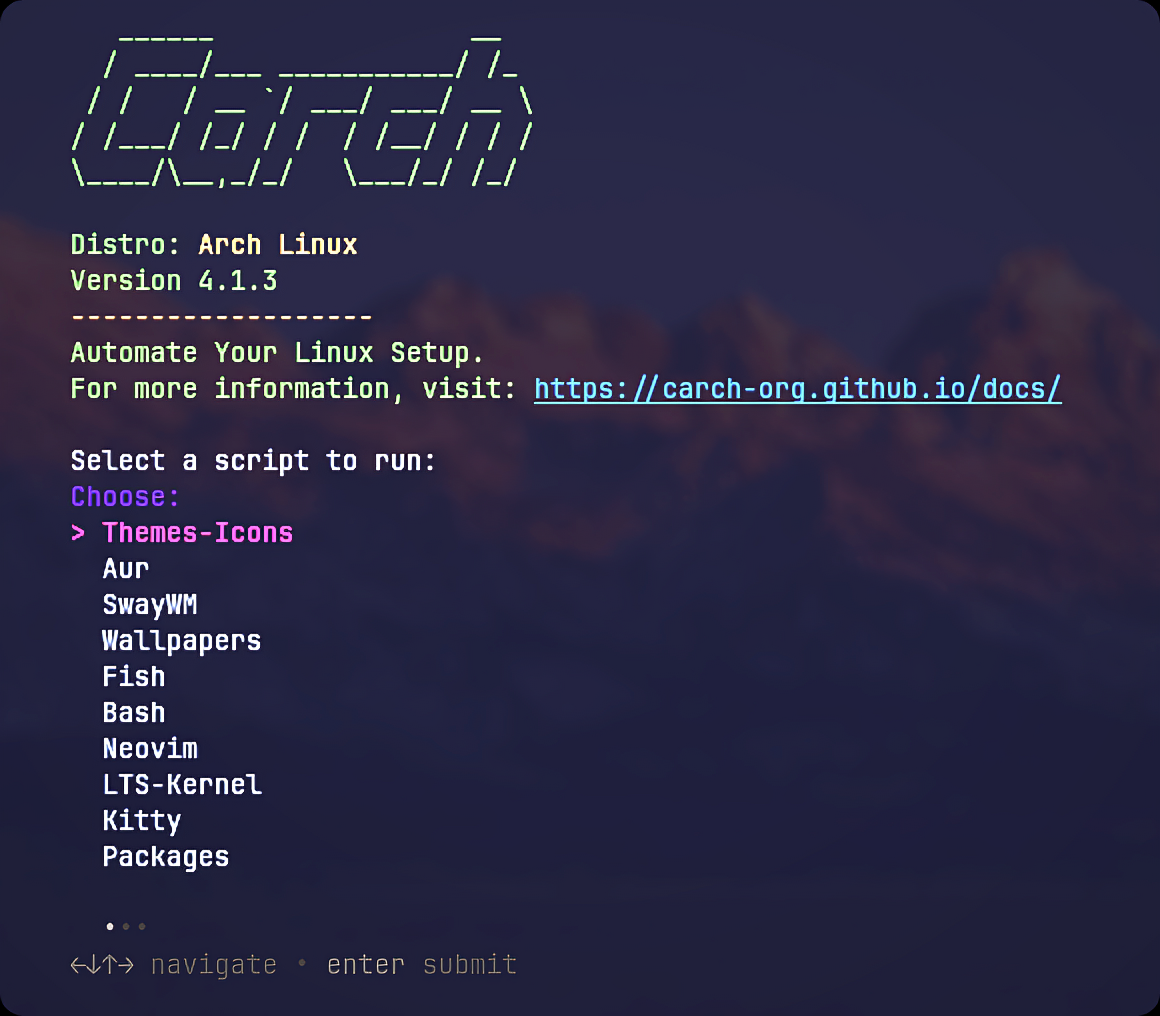 Carch
Distro: Arch Linux
Version 4.1.3
-------------------
Automate Your Linux Setup.
For more information, visit: https://carch-org.github.io/docs/
Select a script to run:
Choose:
> Themes-Icons
Aur
SwayWM
Wallpapers
Fish
Bash
Neovim
LTS-Kernel
Kitty
Packages
•••
←↓↑→ navigate • enter submit